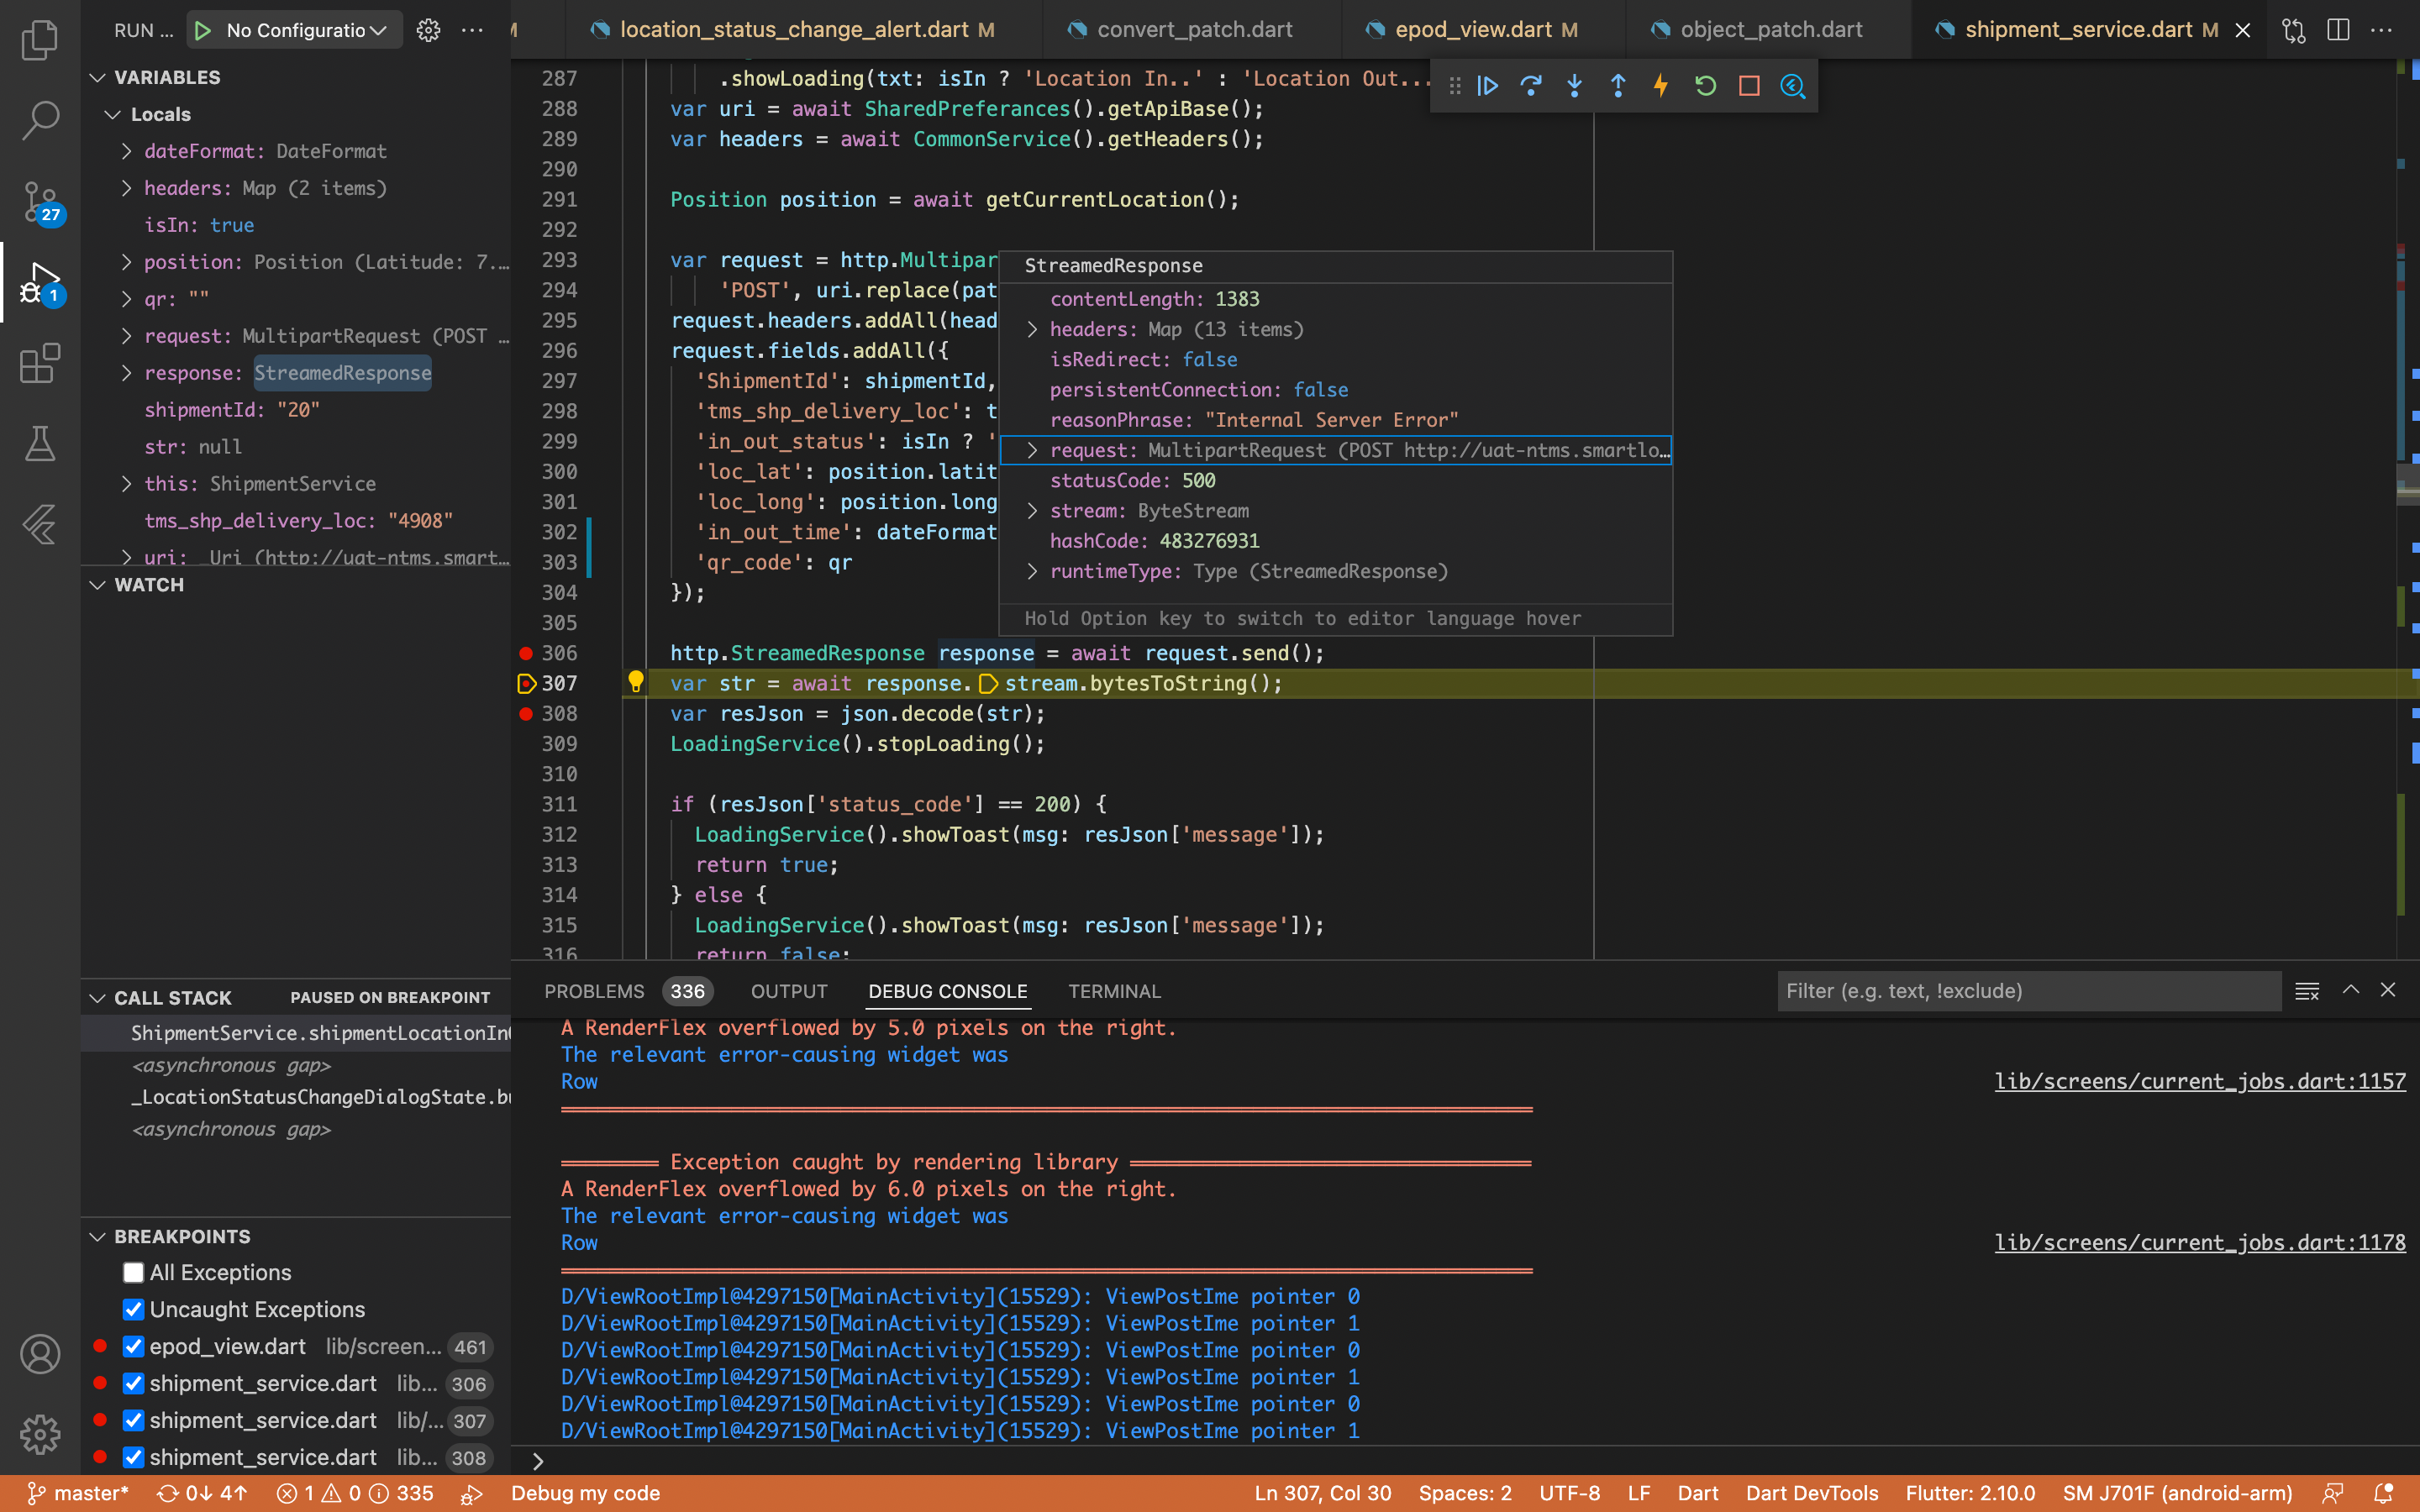 RUN ...
No Configuratio
M
location_status_change_alert.dart M
convert_patch.dart
epod_view.dart M
object_patch.dart
shipment_service.dart M
27
1
VARIABLES
Locals
dateFormat: DateFormat
headers: Map (2 items)
isIn: true
position: Position (Latitude: 7....
qr: ""
request: MultipartRequest (POST ...
response: StreamedResponse
shipmentId: "20"
str: null
this: ShipmentService
tms_shp_delivery_loc: "4908"
uri: _Uri (http://uat-ntms.smart...
WATCH
CALL STACK
PAUSED ON BREAKPOINT
ShipmentService.shipmentLocationIn
<asynchronous gap>
_LocationStatusChangeDialogState.b
<asynchronous gap>
BREAKPOINTS
All Exceptions
Uncaught Exceptions
epod_view.dart lib/screen... 461
shipment_service.dart lib... 306
shipment_service.dart lib/... 307
shipment_service.dart lib... 308
287 .showLoading(txt: isIn ? 'Location In..' : 'Location Out...
288 var uri = await SharedPreferances().getApiBase();
289 var headers = await CommonService().getHeaders();
290
291 Position position = await getCurrentLocation();
292
293 var request = http.Multipar
294 'POST', uri.replace(pat
295 request.headers.addAll(head
296 request.fields.addAll({
297 'ShipmentId': shipmentId,
298 'tms_shp_delivery_loc': t
299 'in_out_status': isIn ? '
300 'loc_lat': position.latit
301 'loc_long': position.long
302 'in_out_time': dateFormat
303 'qr_code': qr
304 });
305
306 http.StreamedResponse response = await request.send();
307 var str = await response. stream.bytesToString();
308 var resJson = json.decode(str);
309 LoadingService().stopLoading();
310
311 if (resJson['status_code'] == 200) {
312 LoadingService().showToast(msg: resJson['message']);
313 return true;
314 } else {
315 LoadingService().showToast(msg: resJson['message']);
316 return false;
StreamedResponse
contentLength: 1383
headers: Map (13 items)
isRedirect: false
persistentConnection: false
reasonPhrase: "Internal Server Error"
request: MultipartRequest (POST http://uat-ntms.smartlo...
statusCode: 500
stream: ByteStream
hashCode: 483276931
runtimeType: Type (StreamedResponse)
Hold Option key to switch to editor language hover
PROBLEMS 336 OUTPUT DEBUG CONSOLE TERMINAL
Filter (e.g. text, !exclude)
A RenderFlex overflowed by 5.0 pixels on the right.
The relevant error-causing widget was
Row lib/screens/current_jobs.dart:1157
Exception caught by rendering library
A RenderFlex overflowed by 6.0 pixels on the right.
The relevant error-causing widget was
Row lib/screens/current_jobs.dart:1178
D/ViewRootImpl@4297150[MainActivity](15529): ViewPostIme pointer 0
D/ViewRootImpl@4297150[MainActivity](15529): ViewPostIme pointer 1
D/ViewRootImpl@4297150[MainActivity](15529): ViewPostIme pointer 0
D/ViewRootImpl@4297150[MainActivity](15529): ViewPostIme pointer 1
D/ViewRootImpl@4297150[MainActivity](15529): ViewPostIme pointer 0
D/ViewRootImpl@4297150[MainActivity](15529): ViewPostIme pointer 1
master* 0↓ 4↑ 1 0 335 Debug my code Ln 307, Col 30 Spaces: 2 UTF-8 LF Dart Dart DevTools Flutter: 2.10.0 SM J701F (android-arm)